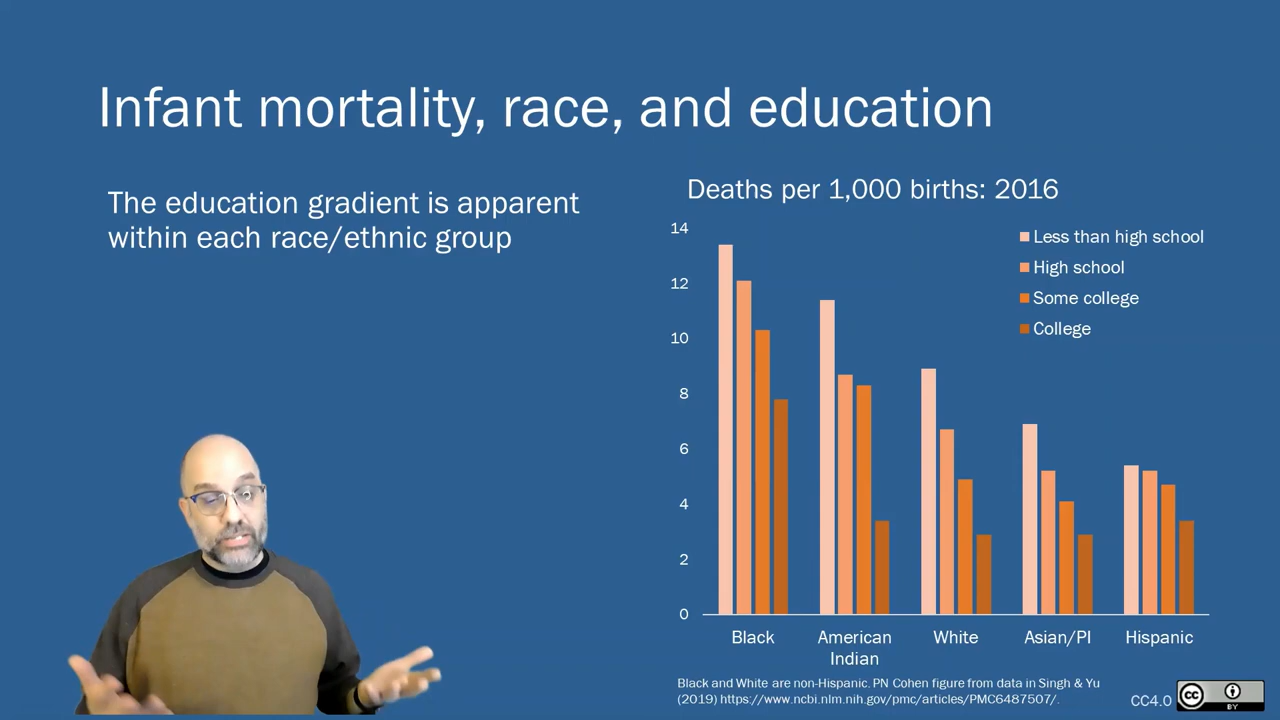 Infant mortality, race, and education
The education gradient is apparent
within each race/ethnic group
Deaths per 1,000 births: 2016
14
12
10
8
6
4
2
0
Less than high school
High school
Some college
College
Black
American
Indian
White
Asian/PI
Hispanic
Black and White are non-Hispanic. PN Cohen figure from data in Singh & Yu
(2019) https://www.ncbi.nlm.nih.gov/pmc/articles/PMC6487507/.
CC4.0
cc
BY